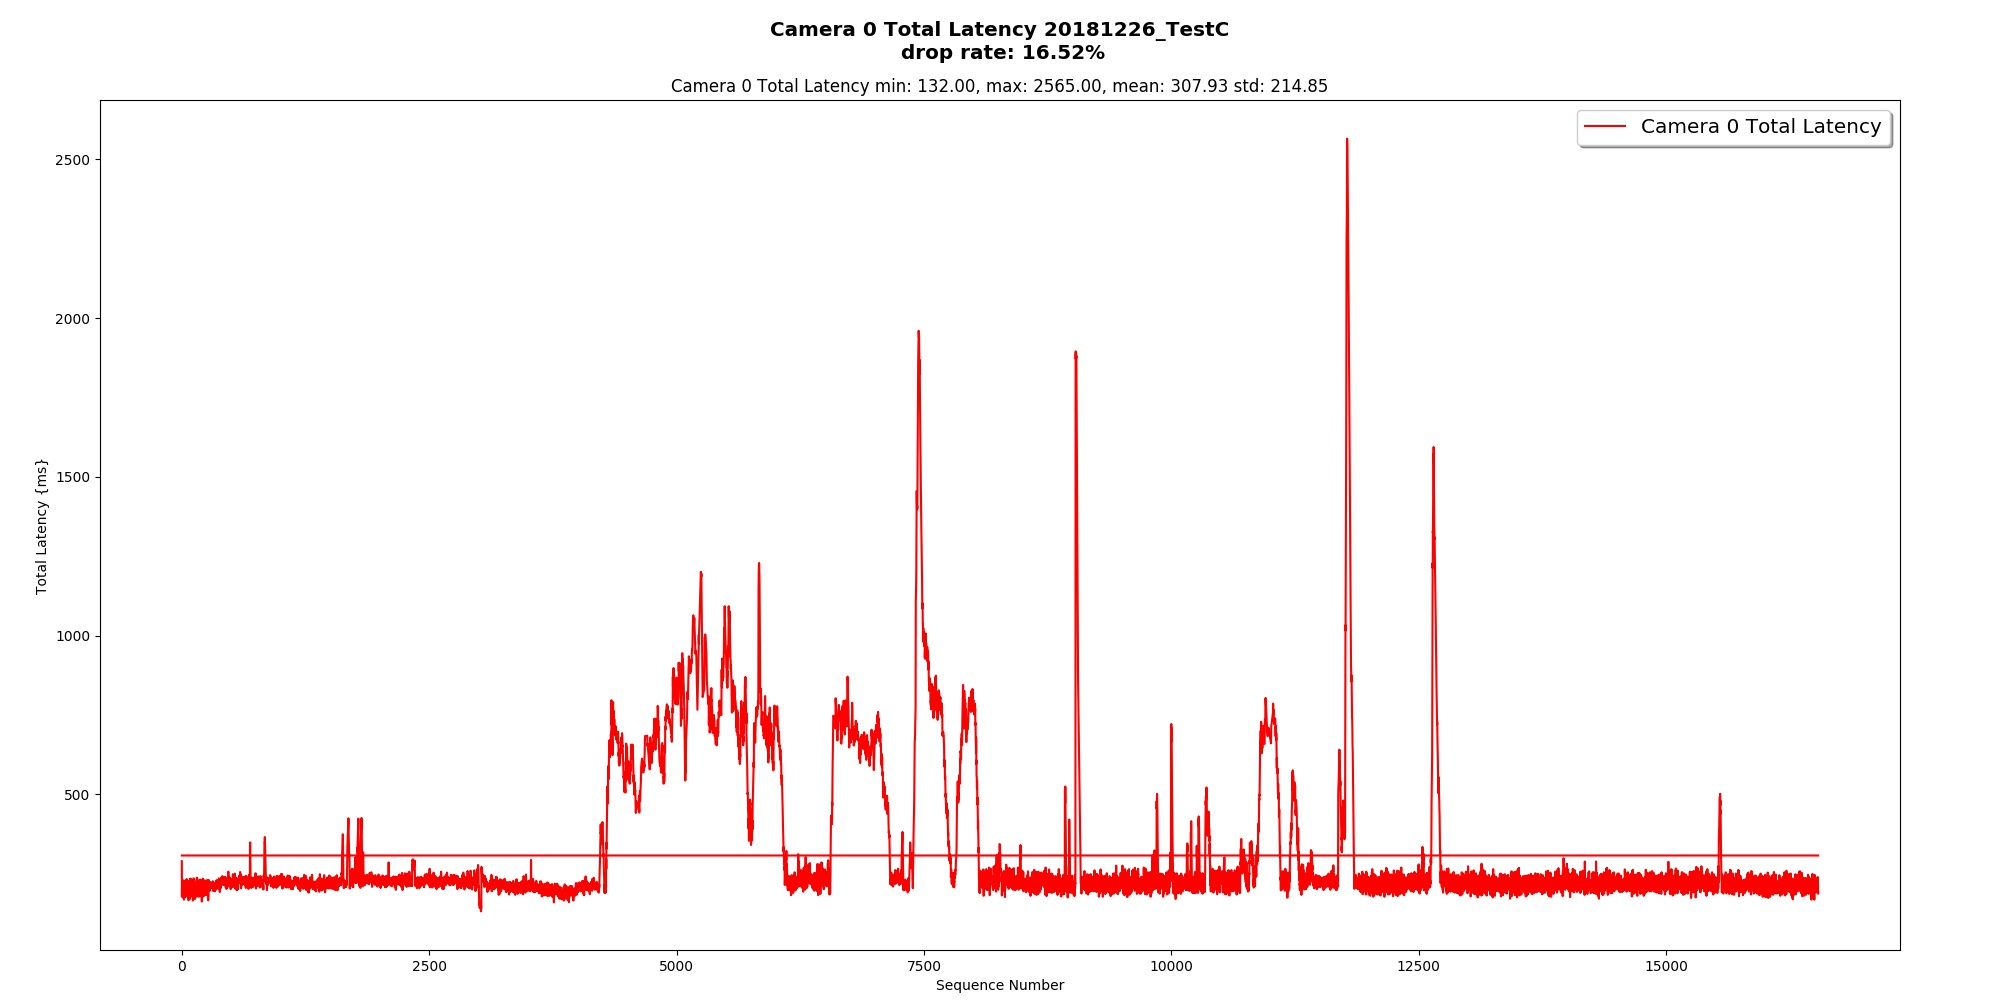 Camera 0 Total Latency 20181226_TestC
drop rate: 16.52%
Camera 0 Total Latency min: 132.00, max: 2565.00, mean: 307.93 std: 214.85
Camera 0 Total Latency
2500
2000
1500
1000
500
Total Latency {ms}
0 2500 5000 7500 10000 12500 15000
Sequence Number